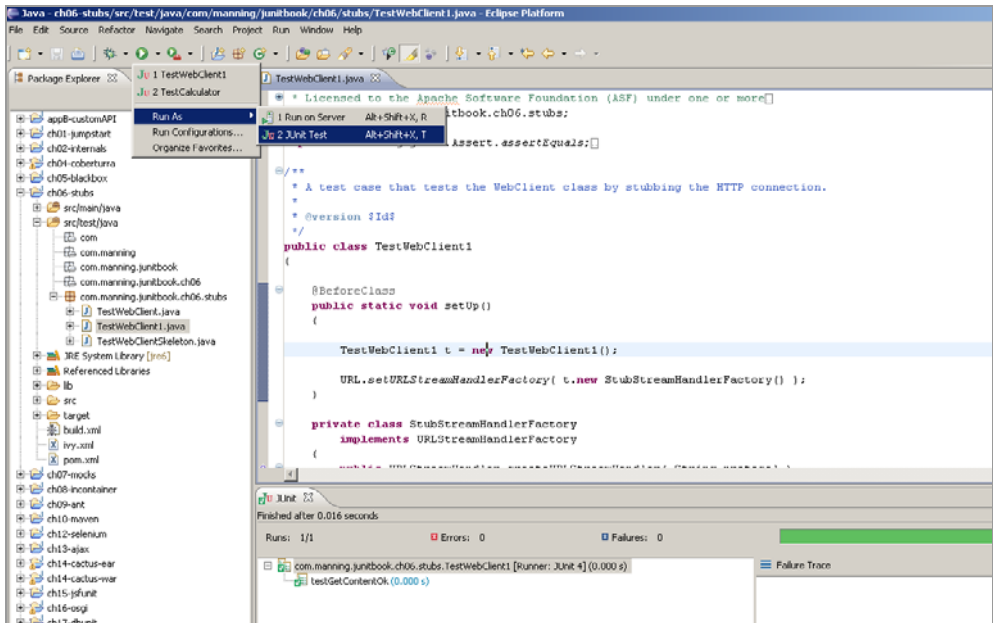 Java - ch06-stubs/src/test/java/com/manning/junitbook/ch06/stubs/TestWebClient1.java - Eclipse Platform
File Edit Source Refactor Navigate Search Project Run Window Help
Package Explorer
Ju 1 TestWebClient1
Ju 2 TestCalculator
Run As
Run Configurations...
Organize Favorites...
1 Run on Server Alt+Shift+X, R
Ju 2 JUnit Test Alt+Shift+X, T
appB-customAPI
ch01-jumpstart
ch02-internals
ch04-coberturra
ch05-blackbox
ch06-stubs
src/main/java
src/test/java
com
com.manning
com.manning.junitbook
com.manning.junitbook.ch06
com.manning.junitbook.ch06.stubs
TestWebClient.java
TestWebClient1.java
TestWebClientSkeleton.java
JRE System Library [jre6]
Referenced Libraries
lib
src
target
build.xml
ivy.xml
pom.xml
ch07-mocks
ch08-incontainer
ch09-ant
ch10-maven
ch12-selenium
ch13-ajax
ch14-cactus-ear
ch14-cactus-war
ch15-jsfunit
ch16-osgi
ch17-dbunit
TestWebClient1.java
* Licensed to the Apache Software Foundation (ASF) under one or more
itbook.ch06.stubs;
.Assert.assertEquals;
/**
* A test case that tests the WebClient class by stubbing the HTTP connection.
*
* @version $Id$
*/
public class TestWebClient1
{
@BeforeClass
public static void setUp()
{
TestWebClient1 t = new TestWebClient1();
URL.setURLStreamHandlerFactory( t.new StubStreamHandlerFactory() );
}
private class StubStreamHandlerFactory
implements URLStreamHandlerFactory
{
public URLStreamHandler createURLStreamHandler( String protocol )
JUnit
Finished after 0.016 seconds
Runs: 1/1 Errors: 0 Failures: 0
com.manning.junitbook.ch06.stubs.TestWebClient1 [Runner: JUnit 4] (0.000 s)
testGetContentOk (0.000 s)
Failure Trace